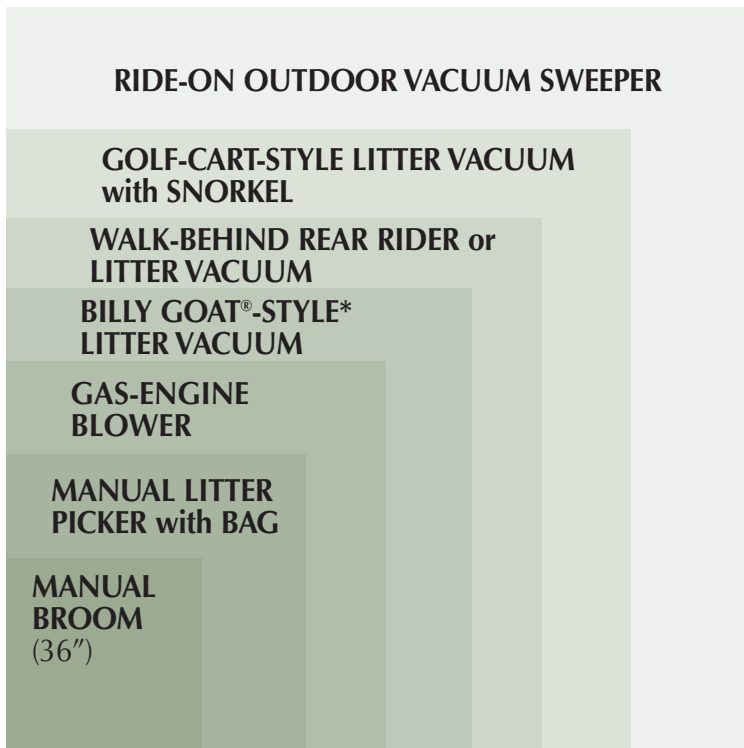 RIDE-ON OUTDOOR VACUUM SWEEPER
GOLF-CART-STYLE LITTER VACUUM
with SNORKEL
WALK-BEHIND REAR RIDER or
LITTER VACUUM
BILLY GOAT®-STYLE*
LITTER VACUUM
GAS-ENGINE
BLOWER
MANUAL LITTER
PICKER with BAG
MANUAL
BROOM
(36″)